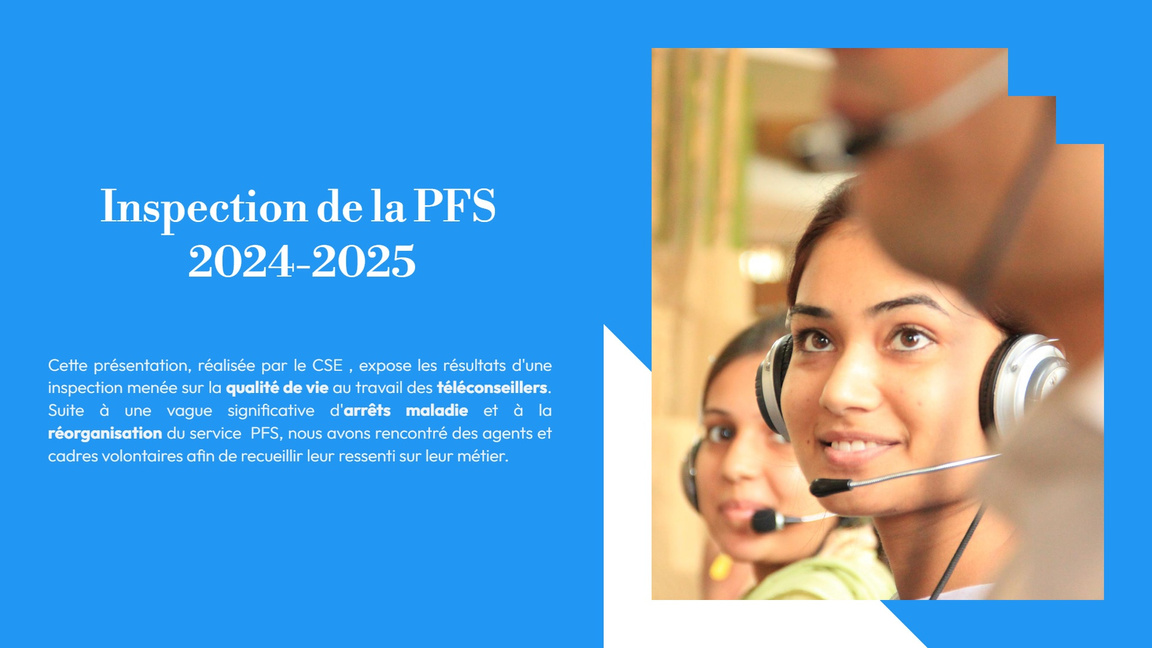 Inspection de la PFS
2024-2025
Cette présentation, réalisée par le CSE , expose les résultats d'une
inspection menée sur la qualité de vie au travail des téléconseillers.
Suite à une vague significative d'arrêts maladie et à la
réorganisation du service PFS, nous avons rencontré des agents et
cadres volontaires afin de recueillir leur ressenti sur leur métier.